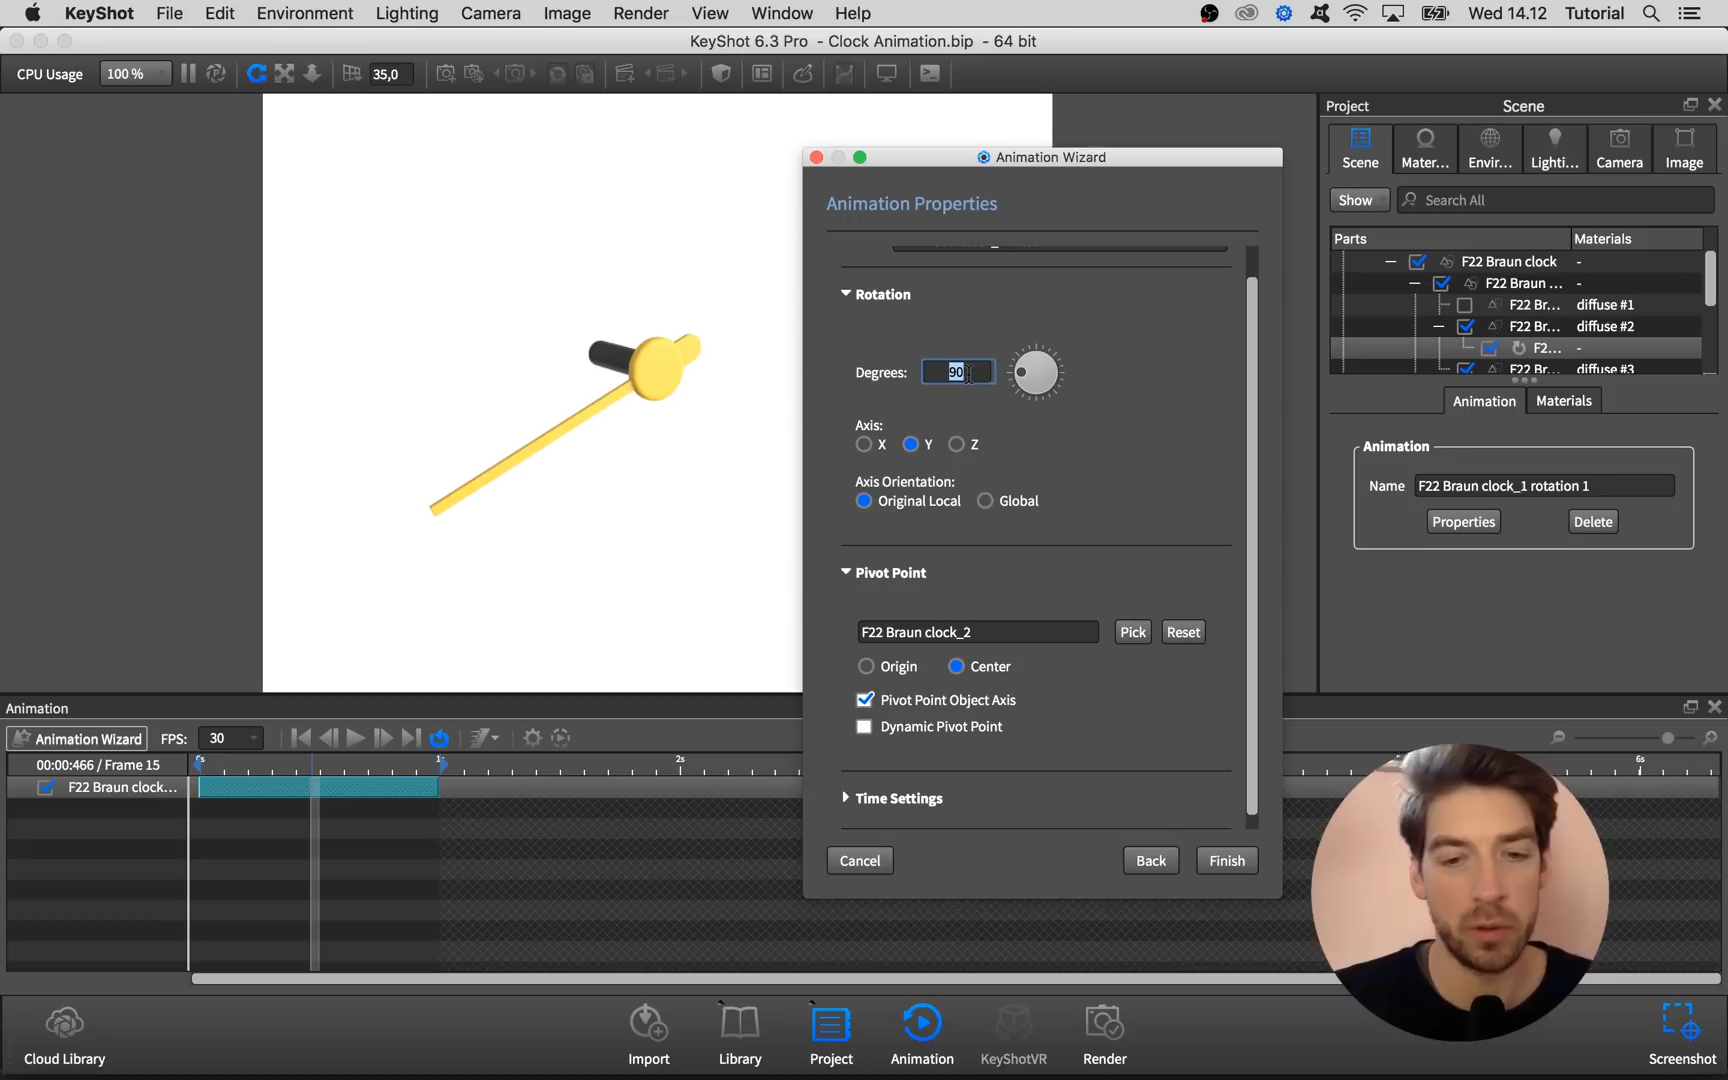 KeyShot File Edit Environment Lighting Camera Image Render View Window Help Wed 14.12 Tutorial
KeyShot 6.3 Pro - Clock Animation.bip - 64 bit
CPU Usage 100 % 35,0
Project Scene
Scene Mater... Envir... Lighti... Camera Image
Show Search All
Parts Materials
F22 Braun clock -
F22 Braun ... -
F22 Br... diffuse #1
F22 Br... diffuse #2
F2... -
F22 Br... diffuse #3
Animation Materials
Animation
Name F22 Braun clock_1 rotation 1
Properties Delete
Animation Wizard
Animation Properties
Rotation
Degrees: 90
Axis:
X Y Z
Axis Orientation:
Original Local Global
Pivot Point
F22 Braun clock_2 Pick Reset
Origin Center
Pivot Point Object Axis
Dynamic Pivot Point
Time Settings
Cancel Back Finish
Animation
Animation Wizard FPS: 30
00:00:466 / Frame 15 0s 1s 2s 6s
F22 Braun clock...
Cloud Library Import Library Project Animation KeyShotVR Render Screenshot